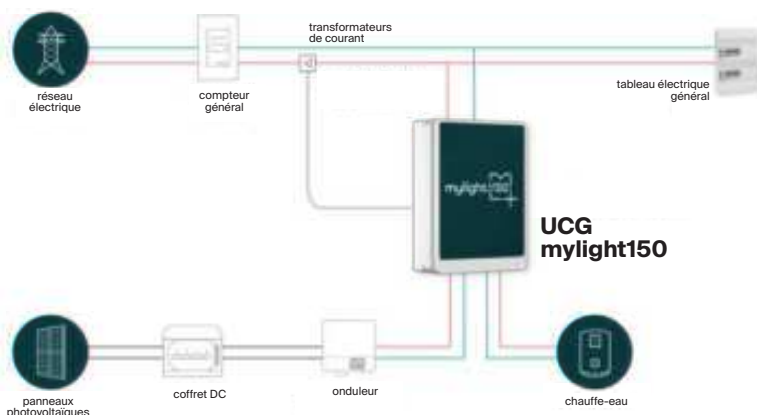 transformateurs
de courant
réseau
électrique
compteur
général
tableau électrique
général
mylight150
UCG
mylight150
panneaux
photovoltaïques
coffret DC
onduleur
chauffe-eau